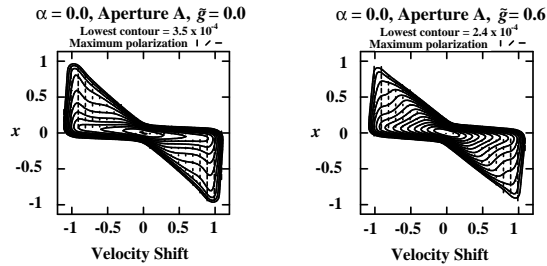 α = 0.0, Aperture A, g̃ = 0.0
Lowest contour = 3.5 x 10⁻⁴
Maximum polarization
1
0.5
0
-0.5
-1
x
-1 -0.5 0 0.5 1
Velocity Shift
α = 0.0, Aperture A, g̃ = 0.6
Lowest contour = 2.4 x 10⁻⁴
Maximum polarization
1
0.5
0
-0.5
-1
x
-1 -0.5 0 0.5 1
Velocity Shift